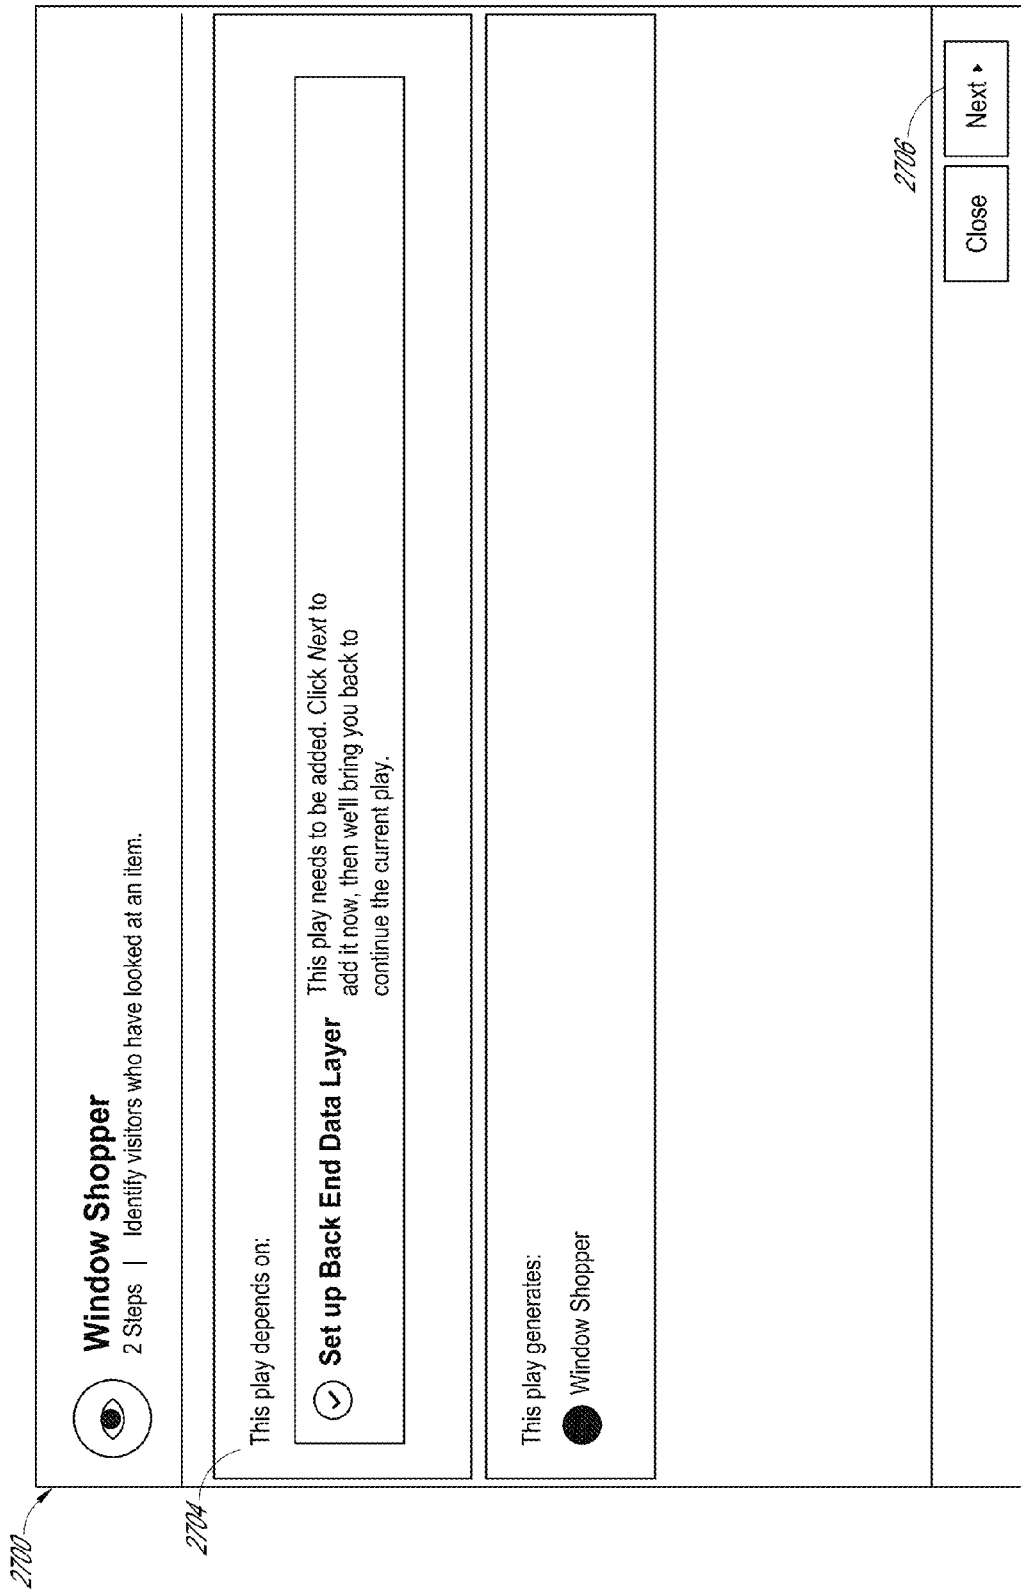 2700
Window Shopper
2 Steps | Identify visitors who have looked at an item.
2704
This play depends on:
Set up Back End Data Layer
This play needs to be added. Click Next to
add it now, then we'll bring you back to
continue the current play.
This play generates:
Window Shopper
2706
Close
Next